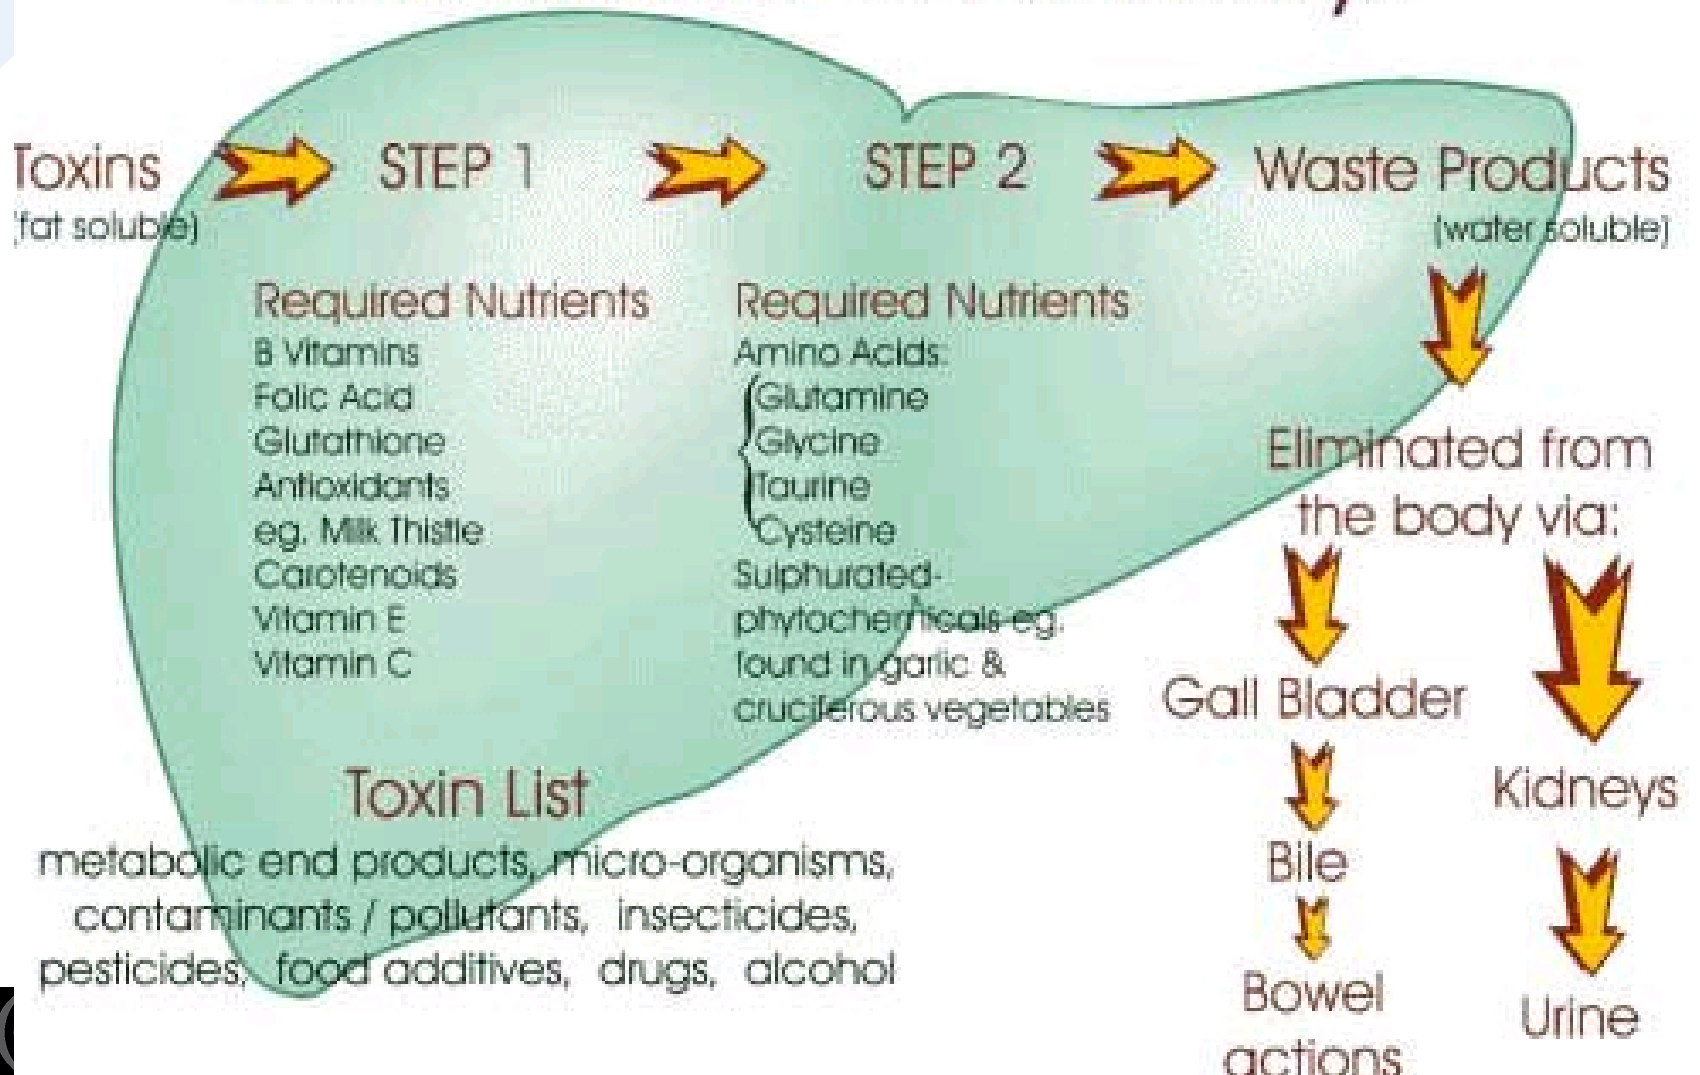 Toxins
(fat soluble)
STEP 1
STEP 2
Waste Products
(water soluble)
Required Nutrients
B Vitamins
Folic Acid
Glutathione
Antioxidants
eg. Milk Thistle
Carotenoids
Vitamin E
Vitamin C
Required Nutrients
Amino Acids:
Glutamine
Glycine
Taurine
Cysteine
Sulphurated-
phytochemicals eg.
found in garlic &
cruciferous vegetables
Eliminated from
the body via:
Gall Bladder
Bile
Bowel
actions
Kidneys
Urine
Toxin List
metabolic end products, micro-organisms,
contaminants / pollutants, insecticides,
pesticides, food additives, drugs, alcohol